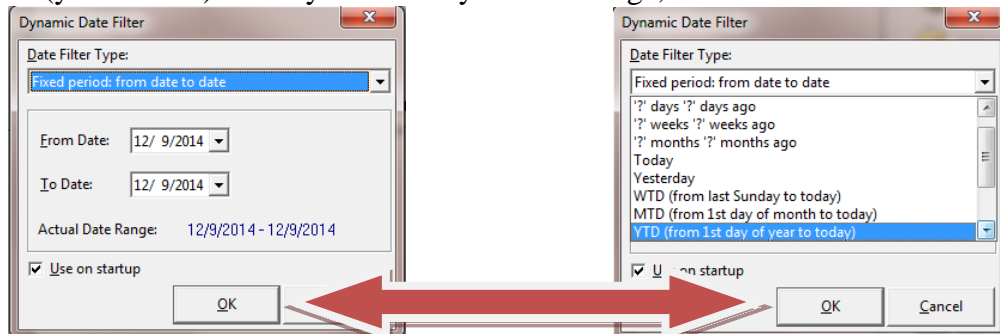 Dynamic Date Filter
Date Filter Type:
Fixed period: from date to date
From Date: 12/ 9/2014
To Date: 12/ 9/2014
Actual Date Range: 12/9/2014 - 12/9/2014
Use on startup
OK
Dynamic Date Filter
Date Filter Type:
Fixed period: from date to date
'?' days '?' days ago
'?' weeks '?' weeks ago
'?' months '?' months ago
Today
Yesterday
WTD (from last Sunday to today)
MTD (from 1st day of month to today)
YTD (from 1st day of year to today)
U on startup
OK Cancel